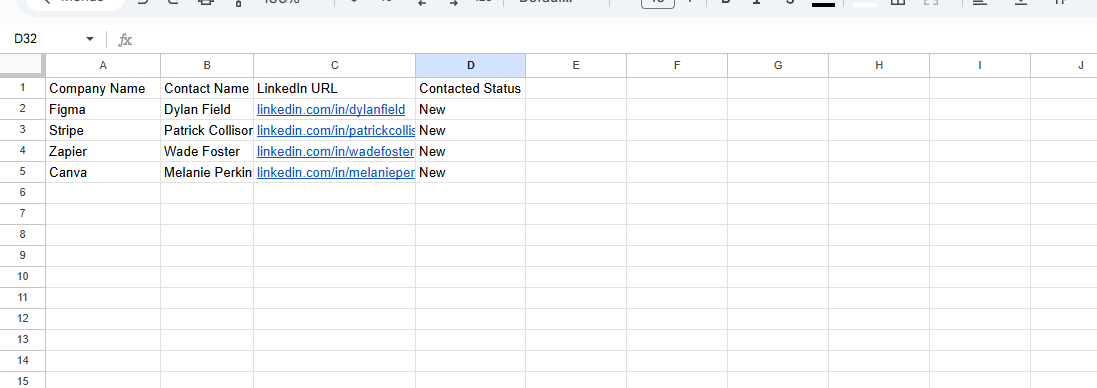 D32 fx
A B C D E F G H I J
1 Company Name Contact Name LinkedIn URL Contacted Status
2 Figma Dylan Field linkedin.com/in/dylanfield New
3 Stripe Patrick Collisor linkedin.com/in/patrickcollis New
4 Zapier Wade Foster linkedin.com/in/wadefoster New
5 Canva Melanie Perkin linkedin.com/in/melanieper New
6
7
8
9
10
11
12
13
14
15